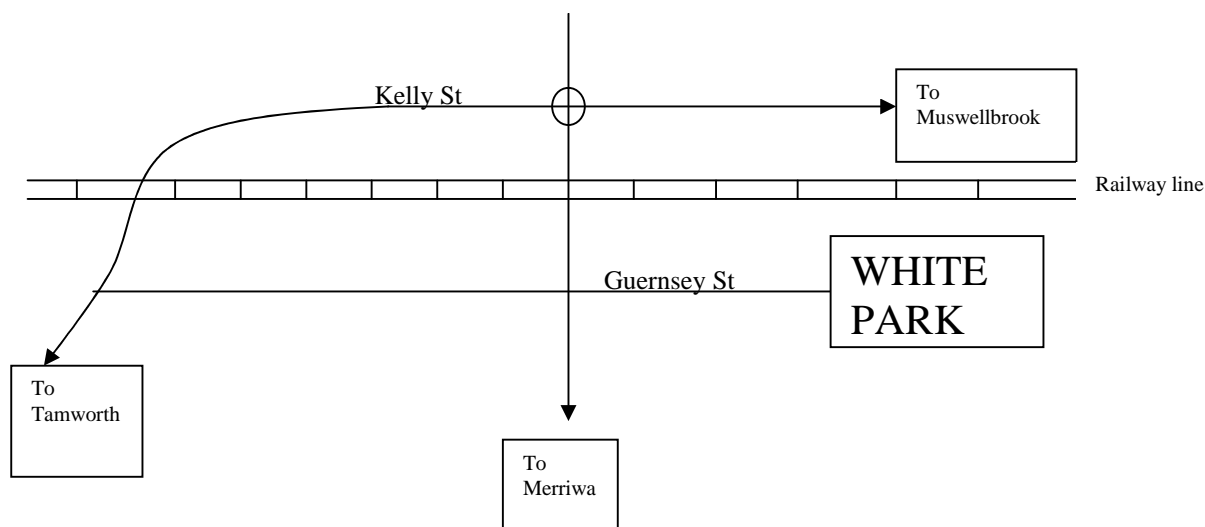 Kelly St
To
Muswellbrook
Railway line
WHITE
PARK
Guernsey St
To
Tamworth
To
Merriwa